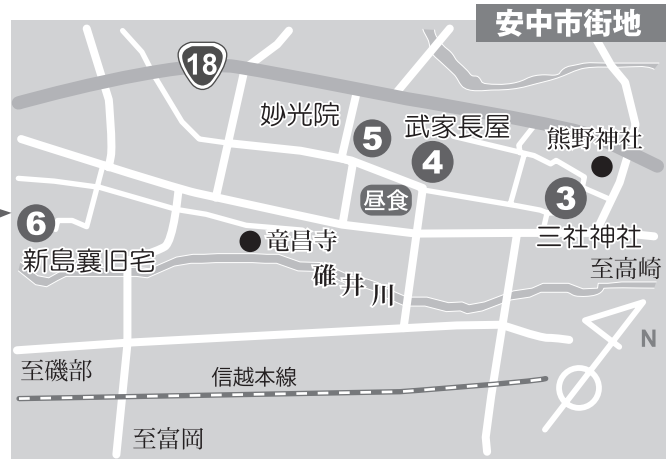 安中市街地
18
妙光院
5
武家長屋
4
熊野神社
昼食
3
三社神社
6
新島襄旧宅
竜昌寺
碓井川
至高崎
N
至磯部
信越本線
至富岡